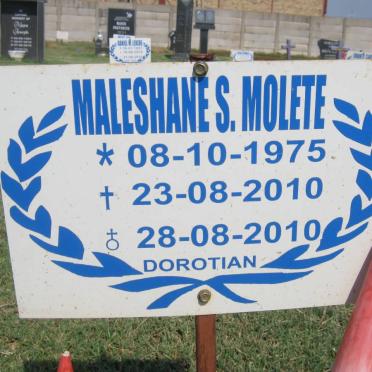 MALESHANE S. MOLETE
* 08-10-1975
† 23-08-2010
♁ 28-08-2010
DOROTIAN